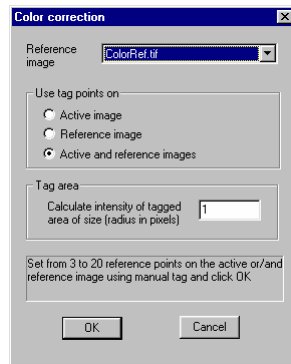 Color correction
Reference
image
ColorRef.tif
Use tag points on
Active image
Reference image
Active and reference images
Tag area
Calculate intensity of tagged
area of size (radius in pixels)
1
Set from 3 to 20 reference points on the active or/and
reference image using manual tag and click OK
OK
Cancel